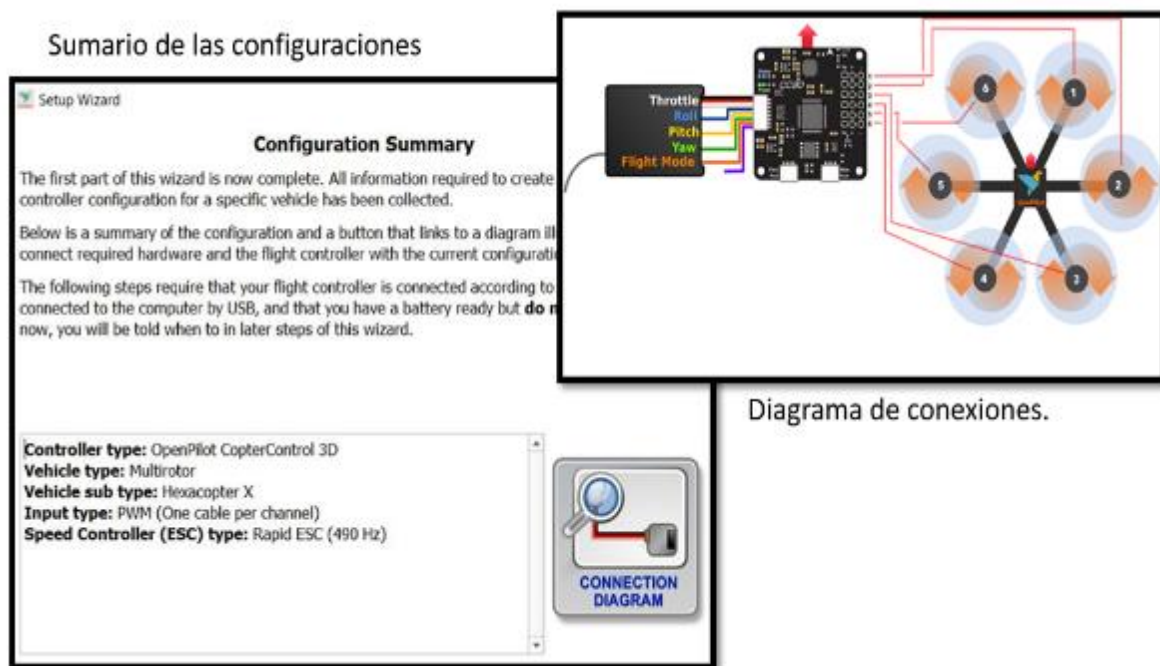 Sumario de las configuraciones
Setup Wizard
Configuration Summary
The first part of this wizard is now complete. All information required to create
controller configuration for a specific vehicle has been collected.
Below is a summary of the configuration and a button that links to a diagram
connect required hardware and the flight controller with the current
The following steps require that your flight controller is connected according to
connected to the computer by USB, and that you have a battery ready but do
now, you will be told when to in later steps of this wizard.
Controller type: OpenPilot CopterControl 3D
Vehicle type: Multirotor
Vehicle sub type: Hexacopter X
Input type: PWM (One cable per channel)
Speed Controller (ESC) type: Rapid ESC (490 Hz)
CONNECTION
DIAGRAM
Throttle
Roll
Pitch
Yaw
Flight Mode
6
1
5
2
4
3
Diagrama de conexiones.